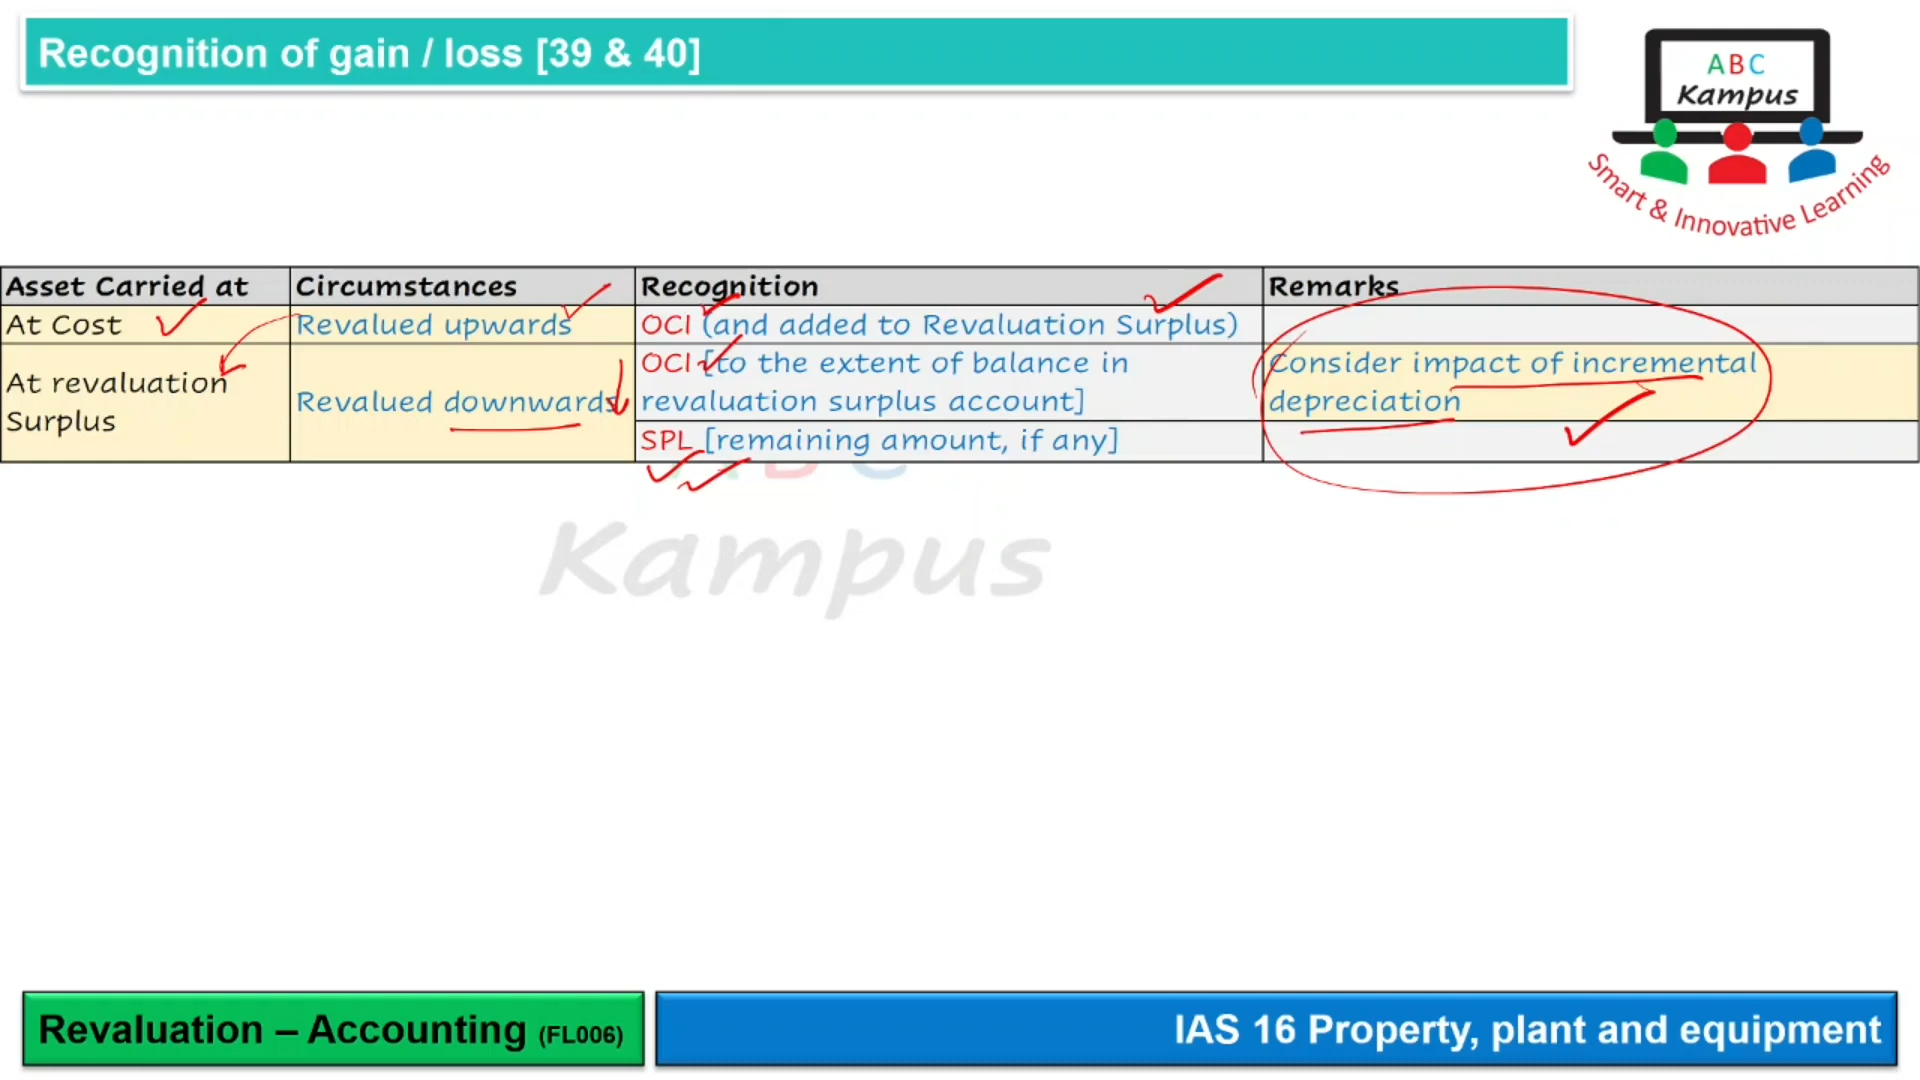 Recognition of gain / loss [39 & 40]
ABC
Kampus
Smart & Innovative Learning
Asset Carried at Circumstances Recognition Remarks
At Cost Revalued upwards OCI (and added to Revaluation Surplus)
At revaluation Surplus Revalued downwards OCI [to the extent of balance in revaluation surplus account] Consider impact of incremental depreciation
SPL [remaining amount, if any]
ABC
Kampus
Revaluation – Accounting (FL006)
IAS 16 Property, plant and equipment